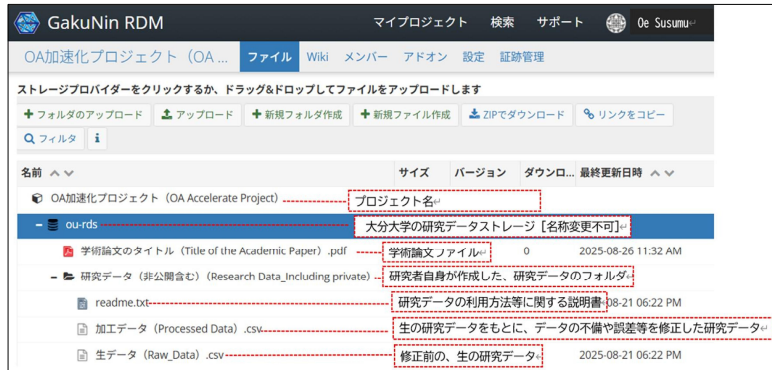 GakuNin RDM マイプロジェクト 検索 サポート Oe Susumu
OA加速化プロジェクト（OA ... ファイル Wiki メンバー アドオン 設定 証跡管理
ストレージプロバイダーをクリックするか、ドラッグ&ドロップしてファイルをアップロードします
フォルダのアップロード アップロード 新規フォルダ作成 新規ファイル作成 ZIPでダウンロード リンクをコピー
フィルタ i
名前 サイズ バージョン ダウンロ... 最終更新日時
OA加速化プロジェクト（OA Accelerate Project） プロジェクト名
ou-rds 大分大学の研究データストレージ［名称変更不可］
学術論文のタイトル（Title of the Academic Paper）.pdf 学術論文ファイル 0 2025-08-26 11:32 AM
研究データ（非公開含む）（Research Data_Including private） 研究者自身が作成した、研究データのフォルダ
readme.txt 研究データの利用方法等に関する説明書 08-21 06:22 PM
加工データ（Processed Data）.csv 生の研究データをもとに、データの不備や誤差等を修正した研究データ
生データ（Raw_Data）.csv 修正前の、生の研究データ 2025-08-21 06:22 PM